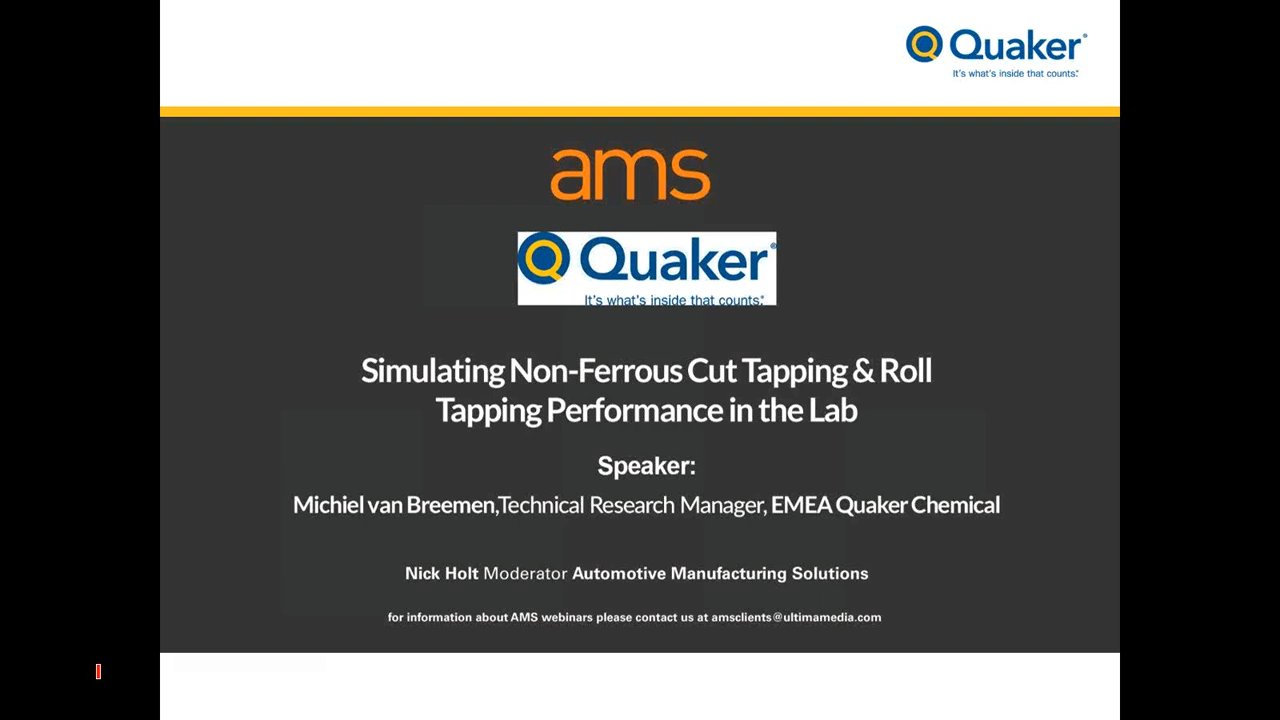 Quaker®
It's what's inside that counts.™
ams
Quaker®
It's what's inside that counts.™
Simulating Non-Ferrous Cut Tapping & Roll
Tapping Performance in the Lab
Speaker:
Michiel van Breemen,Technical Research Manager, EMEA Quaker Chemical
Nick Holt Moderator Automotive Manufacturing Solutions
for information about AMS webinars please contact us at amsclients@ultimamedia.com